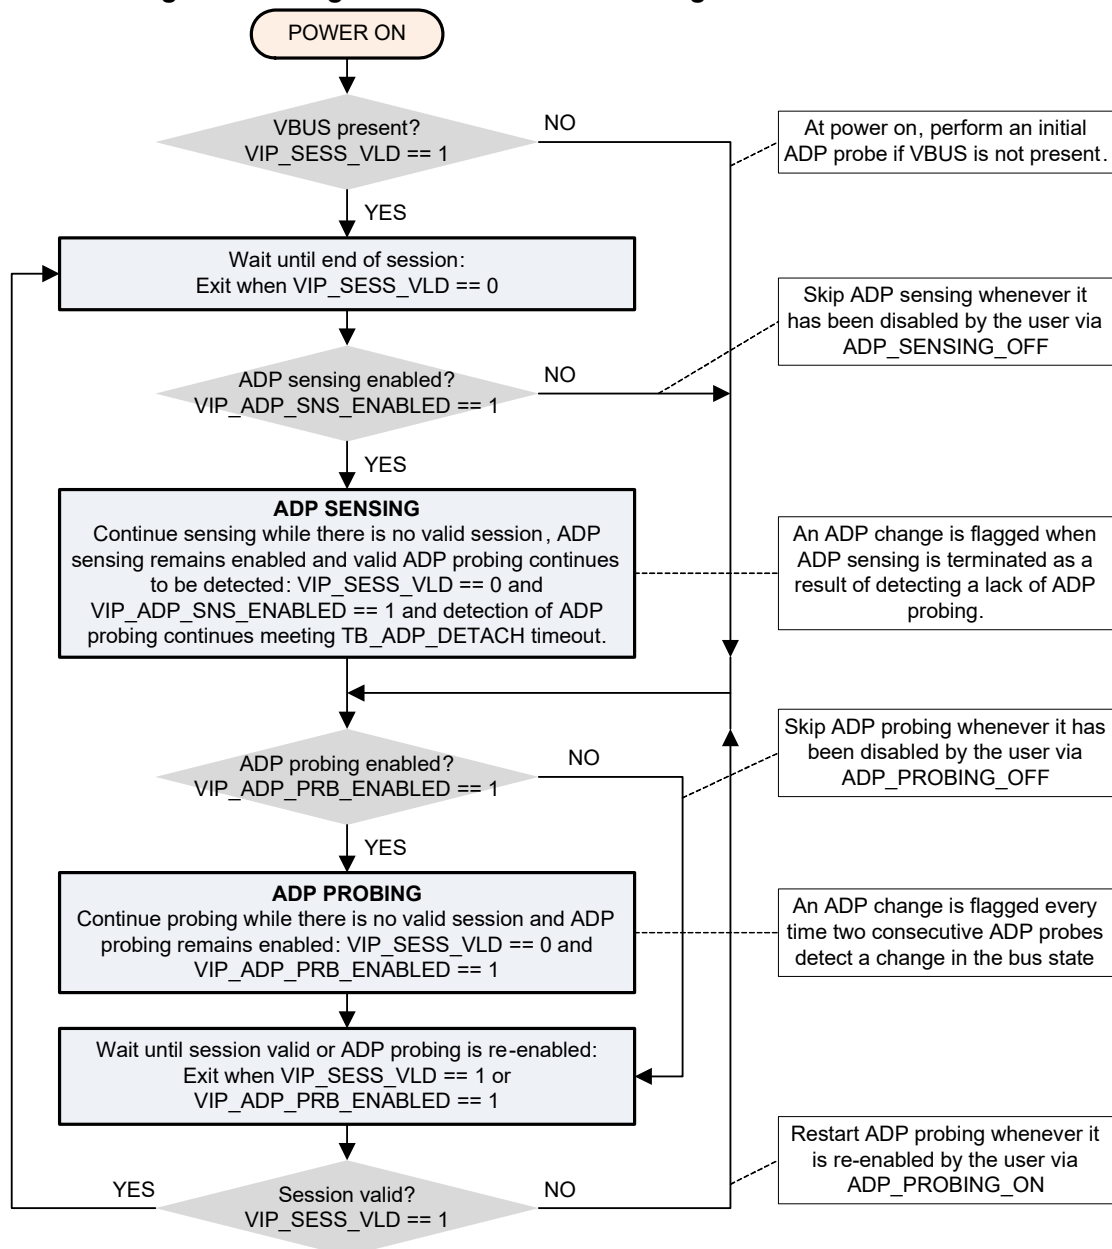 POWER ON
VBUS present?
VIP_SESS_VLD == 1
NO
At power on, perform an initial
ADP probe if VBUS is not present.
YES
Wait until end of session:
Exit when VIP_SESS_VLD == 0
Skip ADP sensing whenever it
has been disabled by the user via
ADP_SENSING_OFF
ADP sensing enabled?
VIP_ADP_SNS_ENABLED == 1
NO
YES
ADP SENSING
Continue sensing while there is no valid session, ADP
sensing remains enabled and valid ADP probing continues
to be detected: VIP_SESS_VLD == 0 and
VIP_ADP_SNS_ENABLED == 1 and detection of ADP
probing continues meeting TB_ADP_DETACH timeout.
An ADP change is flagged when
ADP sensing is terminated as a
result of detecting a lack of ADP
probing.
ADP probing enabled?
VIP_ADP_PRB_ENABLED == 1
NO
Skip ADP probing whenever it has
been disabled by the user via
ADP_PROBING_OFF
YES
ADP PROBING
Continue probing while there is no valid session and ADP
probing remains enabled: VIP_SESS_VLD == 0 and
VIP_ADP_PRB_ENABLED == 1
An ADP change is flagged every
time two consecutive ADP probes
detect a change in the bus state
Wait until session valid or ADP probing is re-enabled:
Exit when VIP_SESS_VLD == 1 or
VIP_ADP_PRB_ENABLED == 1
Restart ADP probing whenever it
is re-enabled by the user via
ADP_PROBING_ON
YES
Session valid?
VIP_SESS_VLD == 1
NO